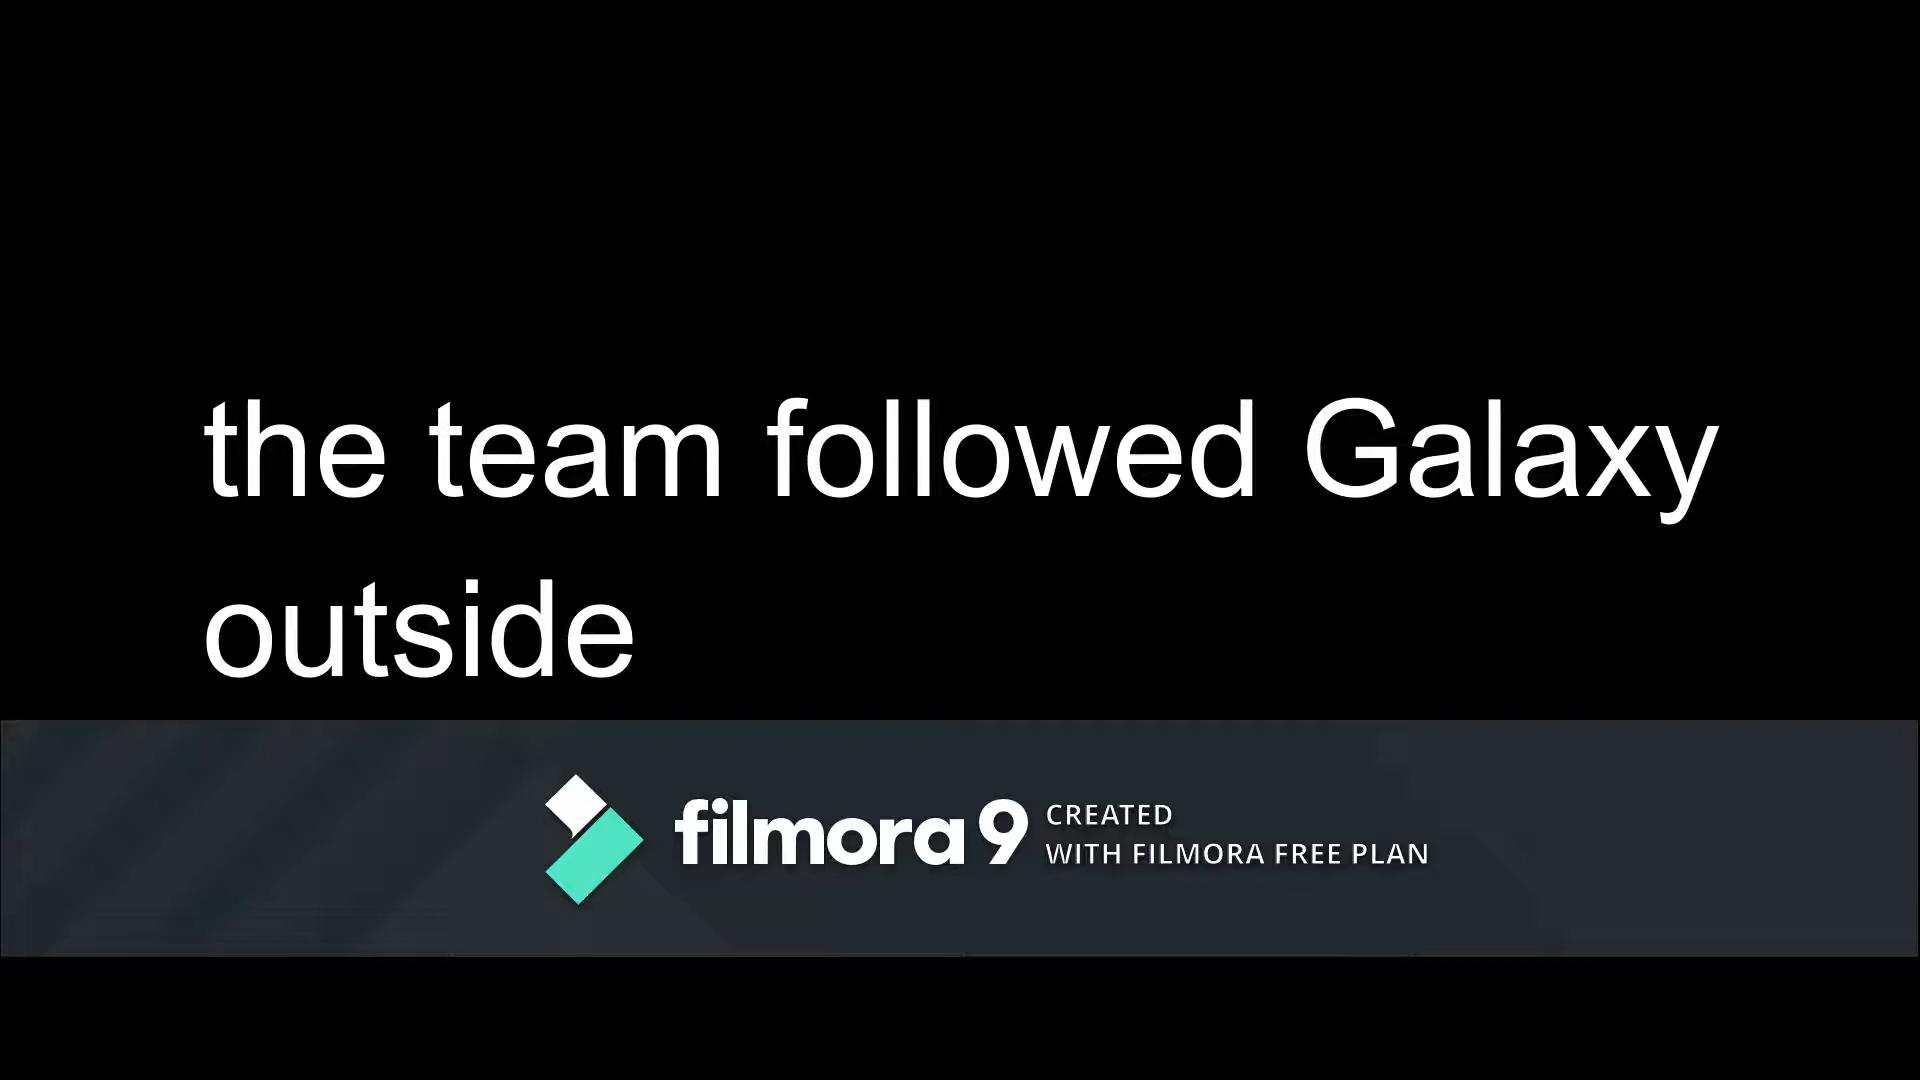 the team followed Galaxy
outside
filmora 9 CREATED
WITH FILMORA FREE PLAN